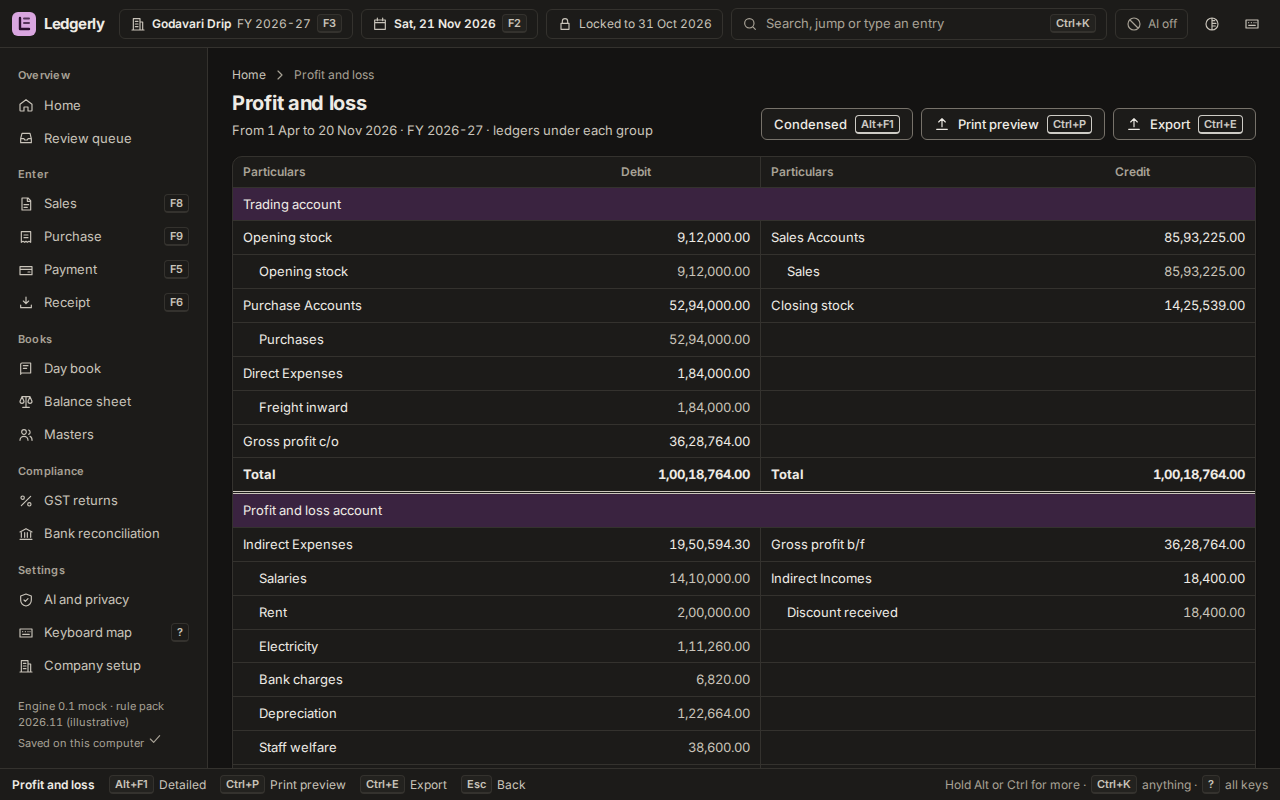 Ledgerly
Godavari Drip FY 2026-27 F3
Sat, 21 Nov 2026 F2
Locked to 31 Oct 2026
Search, jump or type an entry Ctrl+K
AI off
Overview
Home
Review queue
Enter
Sales F8
Purchase F9
Payment F5
Receipt F6
Books
Day book
Balance sheet
Masters
Compliance
GST returns
Bank reconciliation
Settings
AI and privacy
Keyboard map ?
Company setup
Engine 0.1 mock · rule pack
2026.11 (illustrative)
Saved on this computer
Home > Profit and loss
Profit and loss
From 1 Apr to 20 Nov 2026 · FY 2026-27 · ledgers under each group
Condensed Alt+F1
Print preview Ctrl+P
Export Ctrl+E
Particulars Debit Particulars Credit
Trading account
Opening stock 9,12,000.00 Sales Accounts 85,93,225.00
Opening stock 9,12,000.00 Sales 85,93,225.00
Purchase Accounts 52,94,000.00 Closing stock 14,25,539.00
Purchases 52,94,000.00
Direct Expenses 1,84,000.00
Freight inward 1,84,000.00
Gross profit c/o 36,28,764.00
Total 1,00,18,764.00 Total 1,00,18,764.00
Profit and loss account
Indirect Expenses 19,50,594.30 Gross profit b/f 36,28,764.00
Salaries 14,10,000.00 Indirect Incomes 18,400.00
Rent 2,00,000.00 Discount received 18,400.00
Electricity 1,11,260.00
Bank charges 6,820.00
Depreciation 1,22,664.00
Staff welfare 38,600.00
Profit and loss Alt+F1 Detailed Ctrl+P Print preview Ctrl+E Export Esc Back
Hold Alt or Ctrl for more · Ctrl+K anything · ? all keys